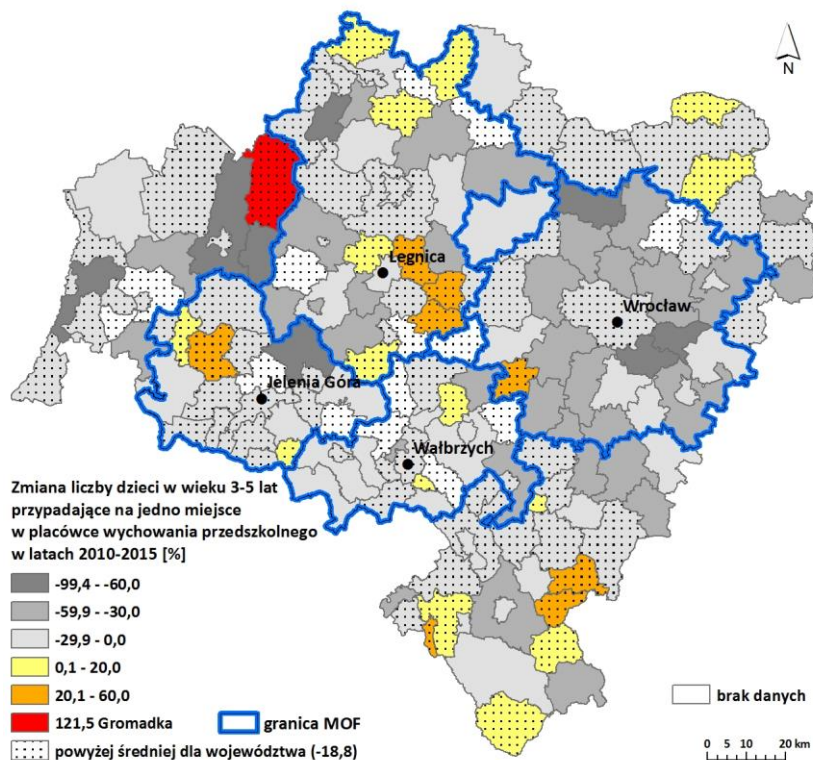 N
Legnica
Wrocław
Jelenia Góra
Wałbrzych
Zmiana liczby dzieci w wieku 3-5 lat
przypadające na jedno miejsce
w placówce wychowania przedszkolnego
w latach 2010-2015 [%]
-99,4 - -60,0
-59,9 - -30,0
-29,9 - 0,0
0,1 - 20,0
20,1 - 60,0
121,5 Gromadka
granica MOF
powyżej średniej dla województwa (-18,8)
brak danych
0 5 10 20 km